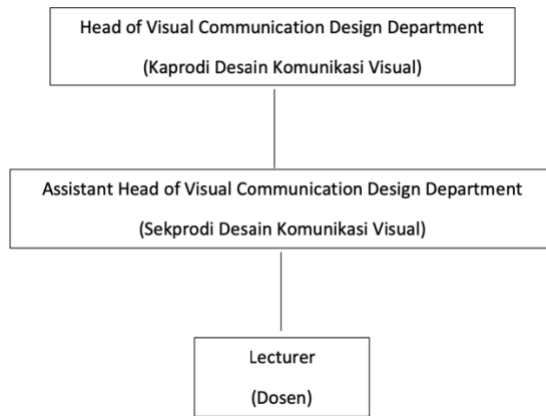 Head of Visual Communication Design Department
(Kaprodi Desain Komunikasi Visual)
Assistant Head of Visual Communication Design Department
(Sekprodi Desain Komunikasi Visual)
Lecturer
(Dosen)